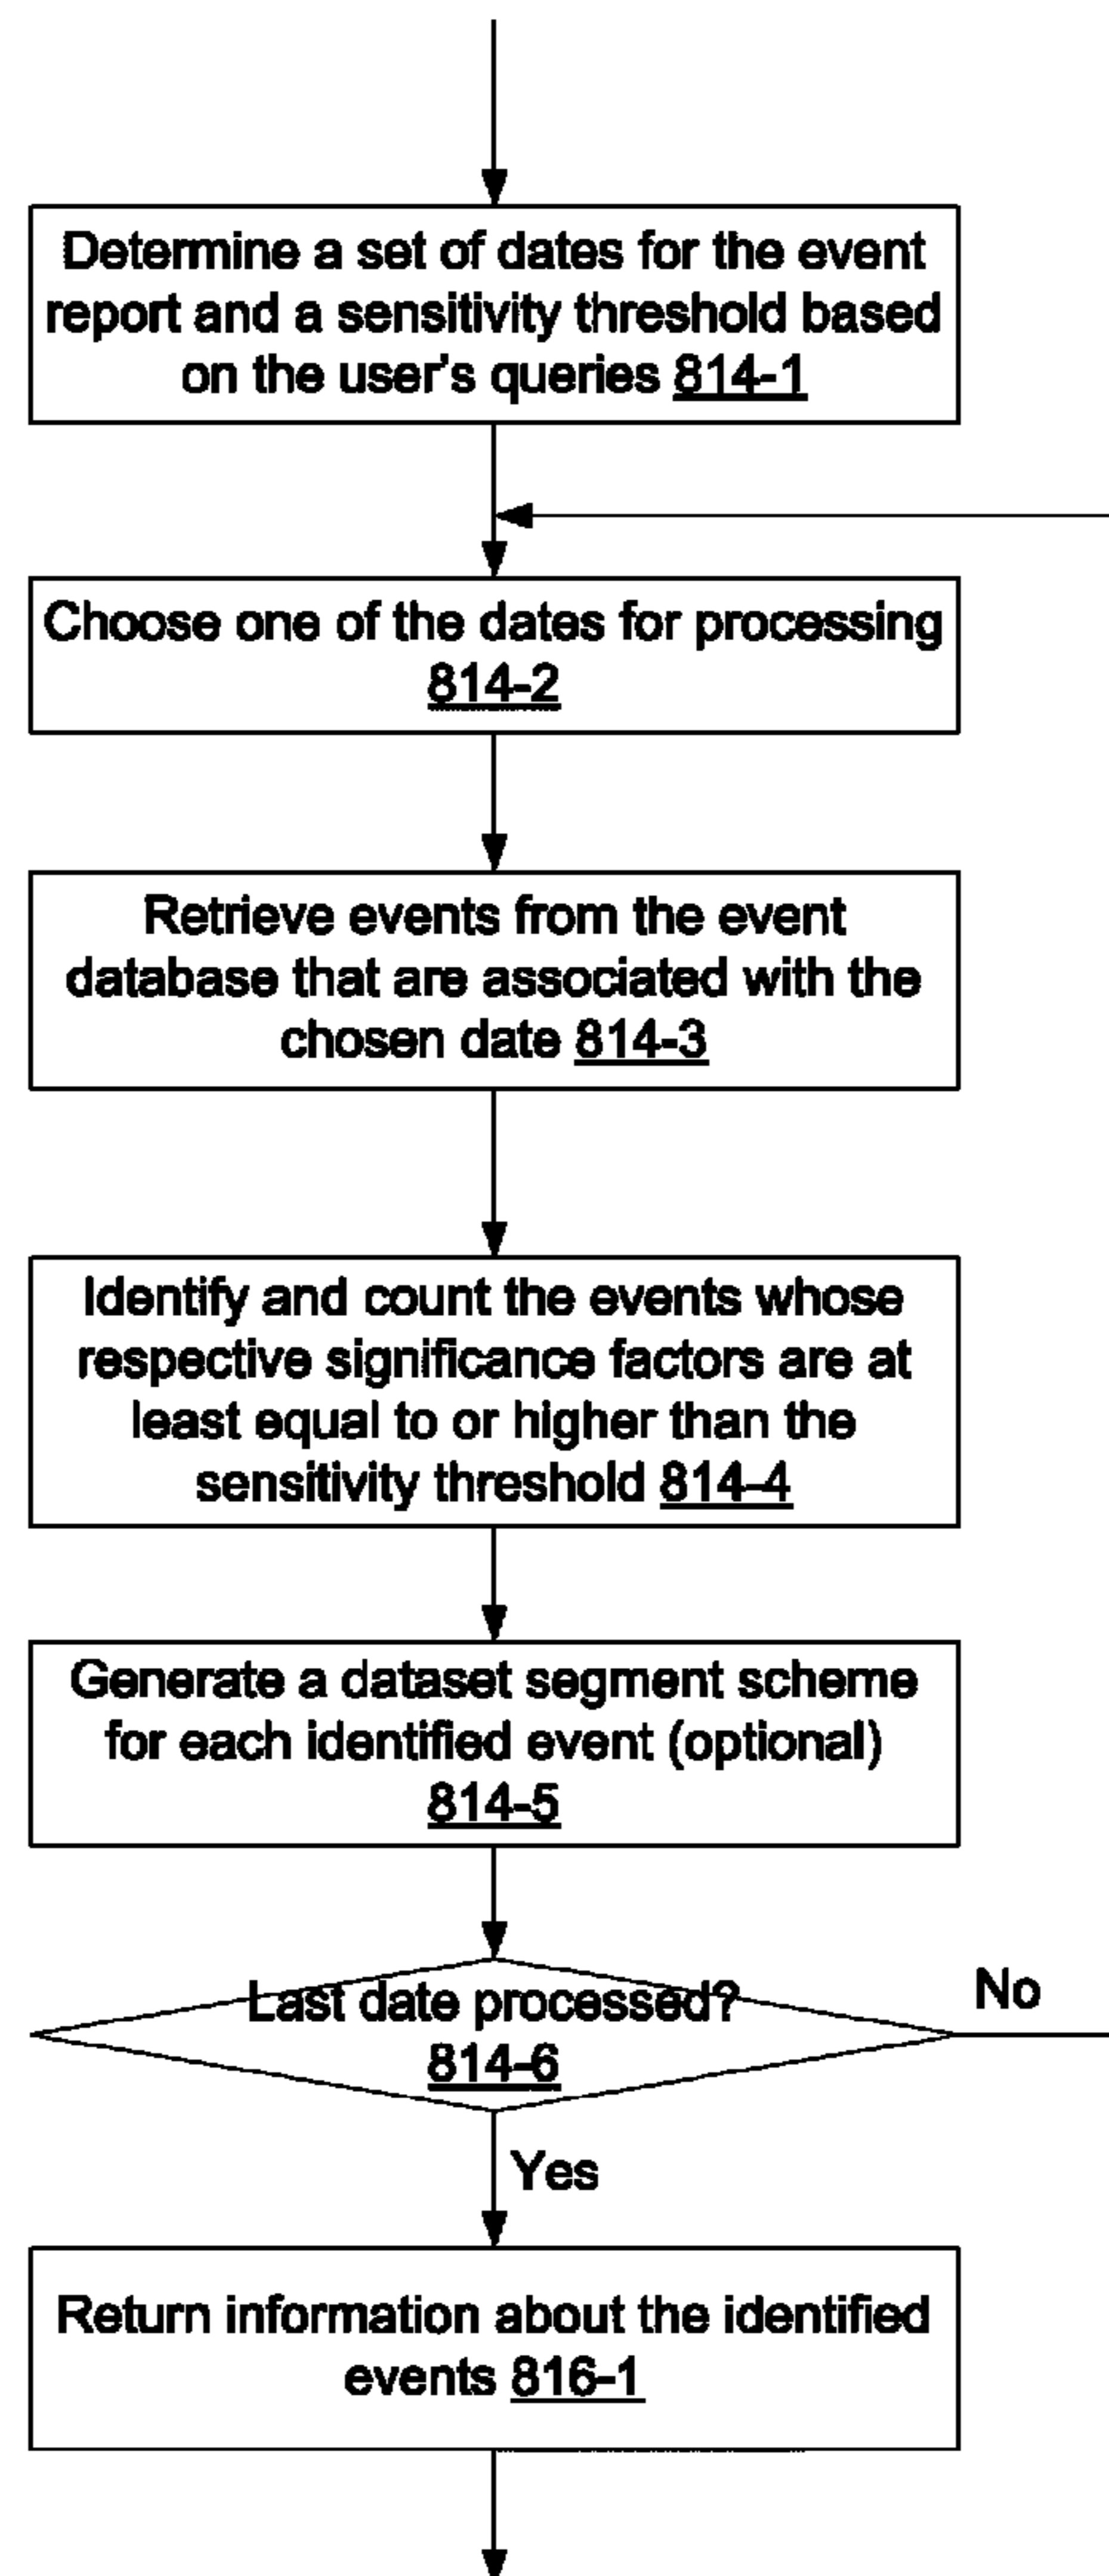 Determine a set of dates for the event
report and a sensitivity threshold based
on the user's queries 814-1
Choose one of the dates for processing
814-2
Retrieve events from the event
database that are associated with the
chosen date 814-3
Identify and count the events whose
respective significance factors are at
least equal to or higher than the
sensitivity threshold 814-4
Generate a dataset segment scheme
for each identified event (optional)
814-5
Last date processed?
814-6
No
Yes
Return information about the identified
events 816-1